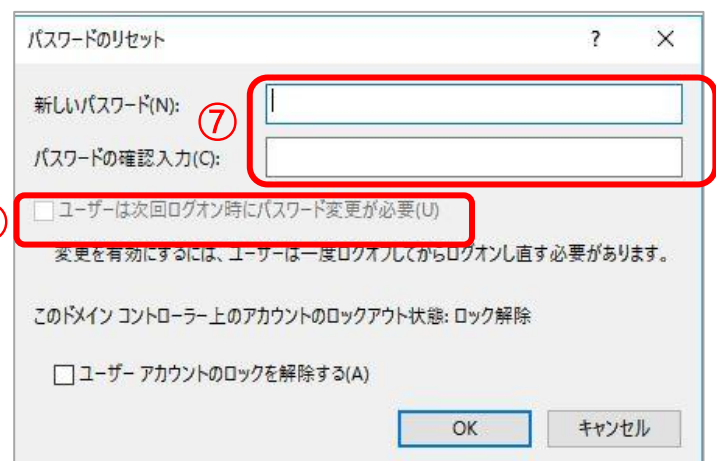 パスワードのリセット ? ×
新しいパスワード(N):
⑦
パスワードの確認入力(C):
ユーザーは次回ログオン時にパスワード変更が必要(U)
変更を有効にするには、ユーザーは一度ログオフしてからログオンし直す必要があります。
このドメイン コントローラー上のアカウントのロックアウト状態: ロック解除
ユーザー アカウントのロックを解除する(A)
OK キャンセル